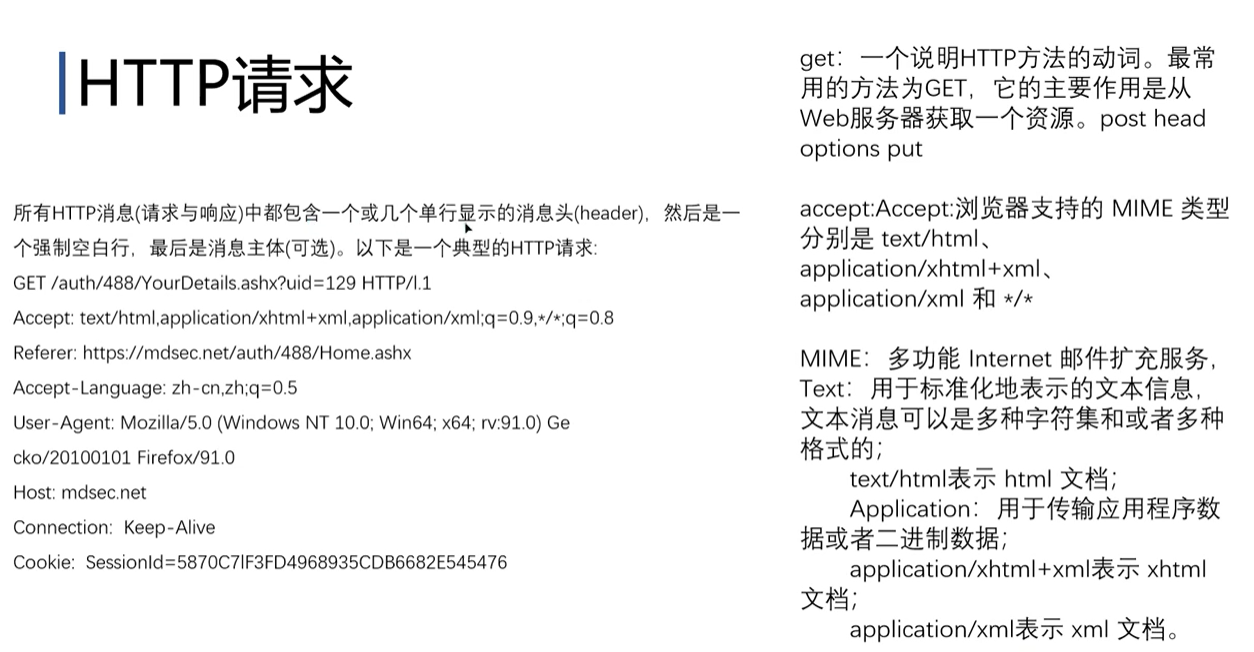 HTTP请求
所有HTTP消息(请求与响应)中都包含一个或几个单行显示的消息头(header)，然后是一
个强制空白行，最后是消息主体(可选)。以下是一个典型的HTTP请求:
GET /auth/488/YourDetails.ashx?uid=129 HTTP/l.1
Accept: text/html,application/xhtml+xml,application/xml;q=0.9,*/*;q=0.8
Referer: https://mdsec.net/auth/488/Home.ashx
Accept-Language: zh-cn,zh;q=0.5
User-Agent: Mozilla/5.0 (Windows NT 10.0; Win64; x64; rv:91.0) Ge
cko/20100101 Firefox/91.0
Host: mdsec.net
Connection:  Keep-Alive
Cookie:  SessionId=5870C7lF3FD4968935CDB6682E545476
get：一个说明HTTP方法的动词。最常
用的方法为GET，它的主要作用是从
Web服务器获取一个资源。post head
options put
accept:Accept:浏览器支持的 MIME 类型
分别是 text/html、
application/xhtml+xml、
application/xml 和 */*
MIME：多功能 Internet 邮件扩充服务，
Text：用于标准化地表示的文本信息，
文本消息可以是多种字符集和或者多种
格式的；
text/html表示 html 文档；
Application：用于传输应用程序数
据或者二进制数据；
application/xhtml+xml表示 xhtml
文档；
application/xml表示 xml 文档。